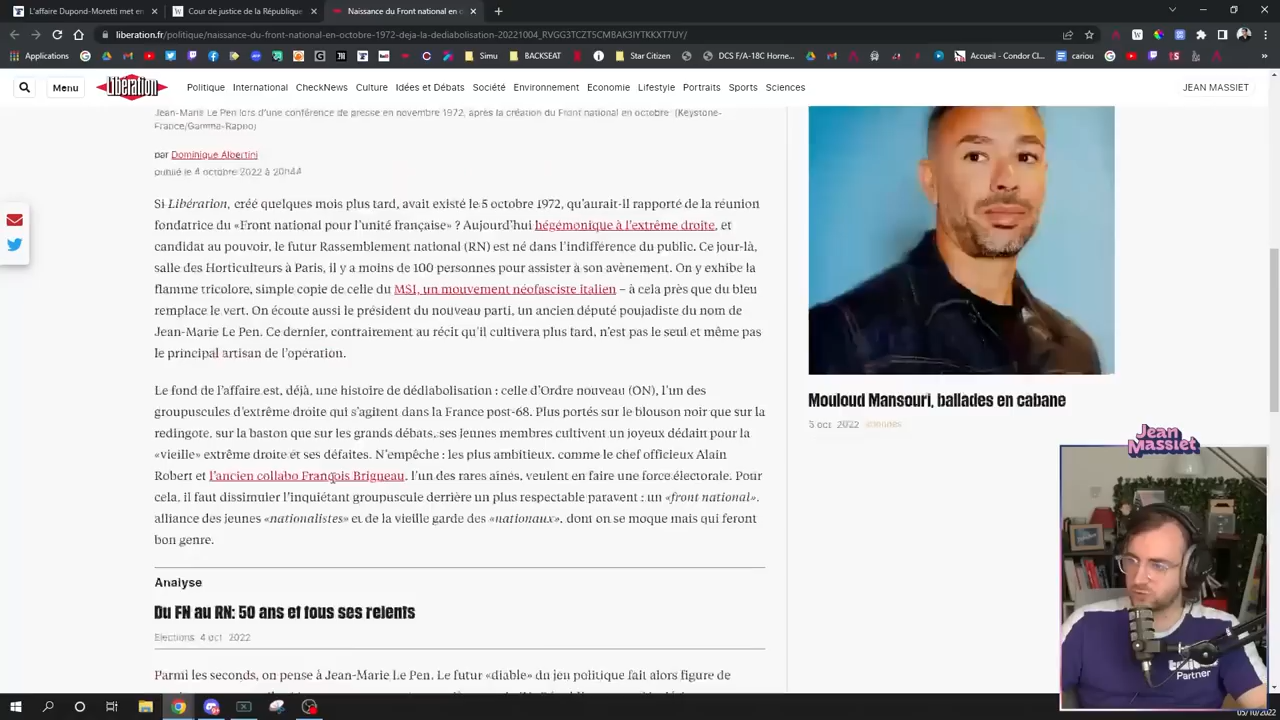 L'affaire Dupond-Moretti met en
Cour de justice de la République
Naissance du Front national en o
liberation.fr/politique/naissance-du-front-national-en-octobre-1972-deja-la-dediabolisation-20221004_RVGG3TCZT5CMBAK3IYTKKXT7UY/
Applications
Simu
BACKSEAT
Star Citizen
DCS F/A-18C Horne...
Accueil - Condor Cl...
cariou
Autres favoris
Menu
Libération
Politique
International
CheckNews
Culture
Idées et Débats
Société
Environnement
Economie
Lifestyle
Portraits
Sports
Sciences
JEAN MASSIET
Jean-Marie Le Pen lors d'une conférence de presse en novembre 1972, après la création du Front national en octobre (Keystone-
France/Gamma-Rapho)
par Dominique Albertini
publié le 4 octobre 2022 à 20h44
Si Libération, créé quelques mois plus tard, avait existé le 5 octobre 1972, qu'aurait-il rapporté de la réunion
fondatrice du «Front national pour l'unité française» ? Aujourd'hui hégémonique à l'extrême droite, et
candidat au pouvoir, le futur Rassemblement national (RN) est né dans l'indifférence du public. Ce jour-là,
salle des Horticulteurs à Paris, il y a moins de 100 personnes pour assister à son avènement. On y exhibe la
flamme tricolore, simple copie de celle du MSI, un mouvement néofasciste italien – à cela près que du bleu
remplace le vert. On écoute aussi le président du nouveau parti, un ancien député poujadiste du nom de
Jean-Marie Le Pen. Ce dernier, contrairement au récit qu'il cultivera plus tard, n'est pas le seul et même pas
le principal artisan de l'opération.
Le fond de l'affaire est, déjà, une histoire de dédiabolisation : celle d'Ordre nouveau (ON), l'un des
groupuscules d'extrême droite qui s'agitent dans la France post-68. Plus portés sur le blouson noir que sur la
redingote, sur la baston que sur les grands débats, ses jeunes membres cultivent un joyeux dédain pour la
«vieille» extrême droite et ses défaites. N'empêche : les plus ambitieux, comme le chef officieux Alain
Robert et l'ancien collabo François Brigneau, l'un des rares aînés, veulent en faire une force électorale. Pour
cela, il faut dissimuler l'inquiétant groupuscule derrière un plus respectable paravent : un «front national»,
alliance des jeunes «nationalistes» et de la vieille garde des «nationaux», dont on se moque mais qui feront
bon genre.
Analyse
Du FN au RN: 50 ans et tous ses relents
Elections 4 oct. 2022
Parmi les seconds, on pense à Jean-Marie Le Pen. Le futur «diable» du jeu politique fait alors figure de
Mouloud Mansouri, ballades en cabane
5 oct. 2022
Jean
Massiet
Partner
05/10/2022